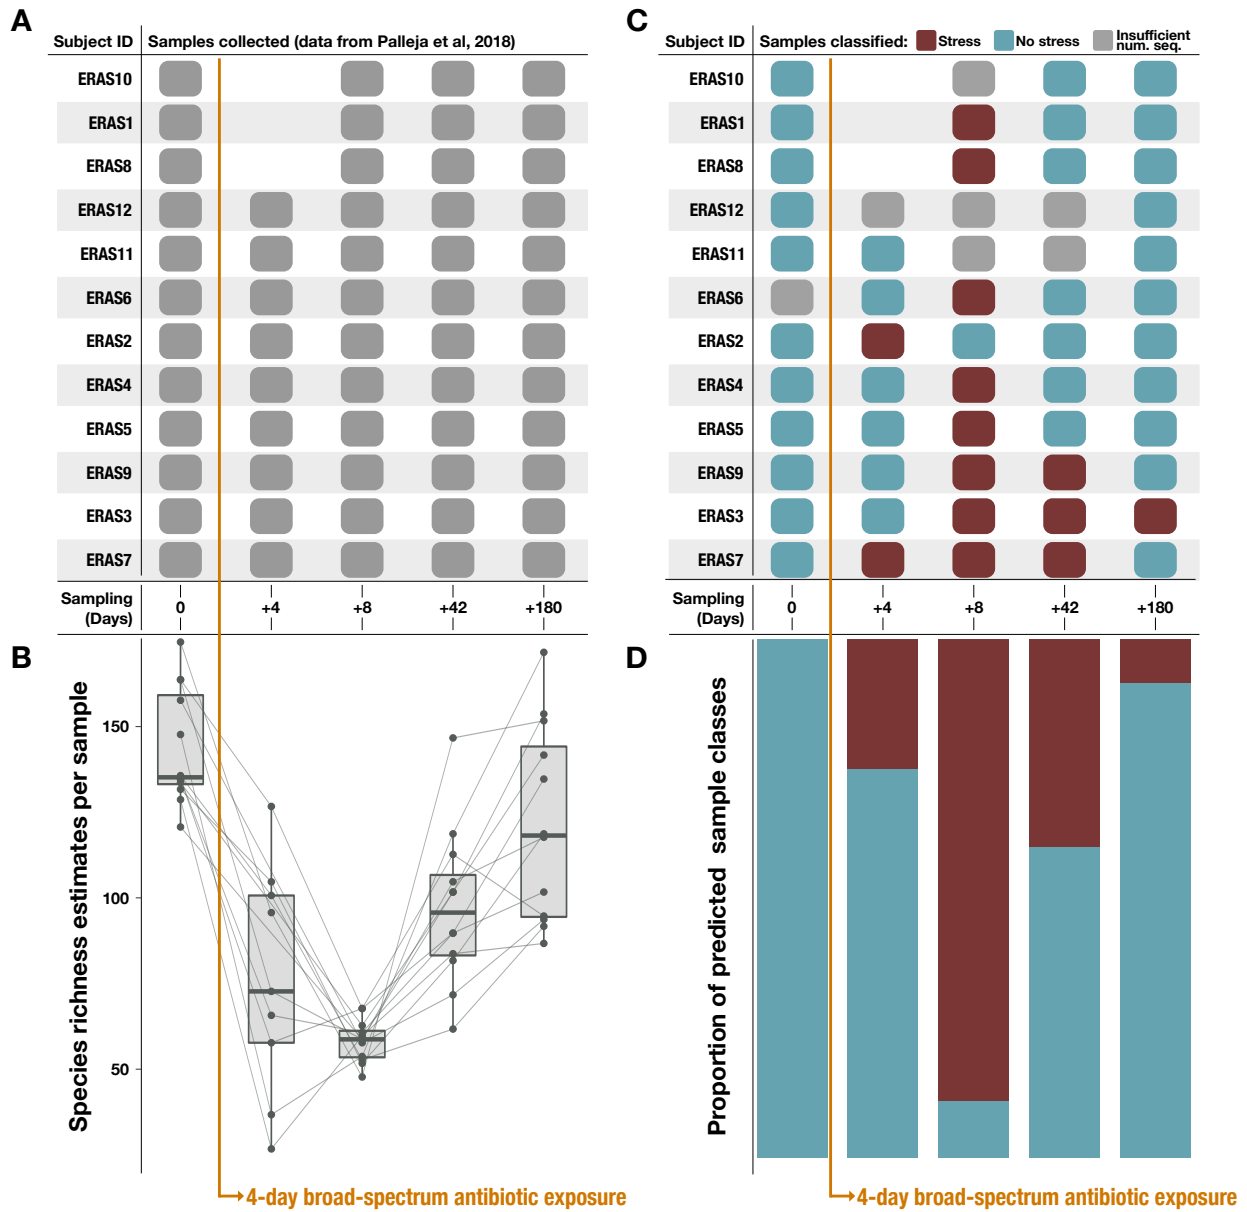 A
Subject ID
Samples collected (data from Palleja et al, 2018)
ERAS10
ERAS1
ERAS8
ERAS12
ERAS11
ERAS6
ERAS2
ERAS4
ERAS5
ERAS9
ERAS3
ERAS7
Sampling
(Days)
0
+4
+8
+42
+180
B
Species richness estimates per sample
150
100
50
4-day broad-spectrum antibiotic exposure
C
Subject ID
Samples classified:
Stress
No stress
Insufficient
num. seq.
ERAS10
ERAS1
ERAS8
ERAS12
ERAS11
ERAS6
ERAS2
ERAS4
ERAS5
ERAS9
ERAS3
ERAS7
Sampling
(Days)
0
+4
+8
+42
+180
D
Proportion of predicted sample classes
4-day broad-spectrum antibiotic exposure